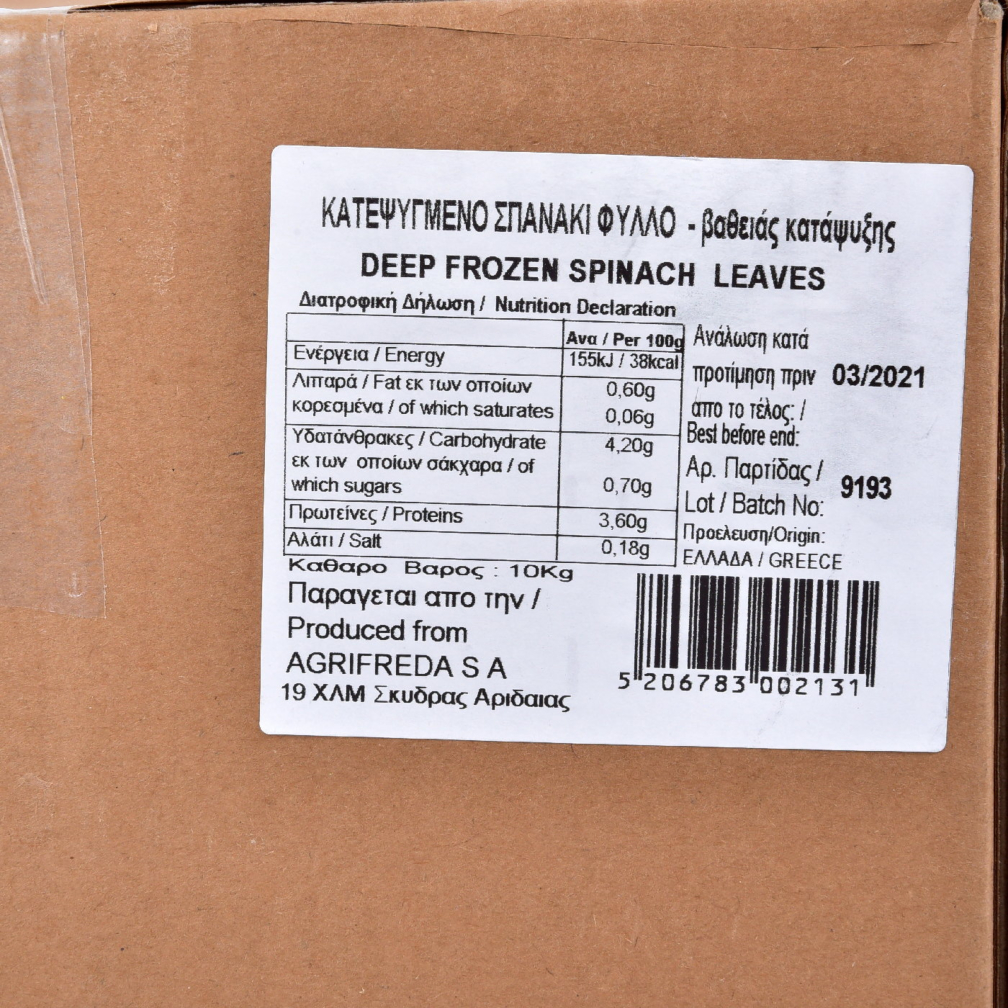 ΚΑΤΕΨΥΓΜΕΝΟ ΣΠΑΝΑΚΙ ΦΥΛΛΟ - βαθειάς κατάψυξης
DEEP FROZEN SPINACH LEAVES
Διατροφική Δήλωση / Nutrition Declaration
Ανα / Per 100g
Ενέργεια / Energy 155kJ / 38kcal
Λιπαρά / Fat εκ των οποίων 0,60g
κορεσμένα / of which saturates 0,06g
Υδατάνθρακες / Carbohydrate 4,20g
εκ των οποίων σάκχαρα / of
which sugars 0,70g
Πρωτείνες / Proteins 3,60g
Αλάτι / Salt 0,18g
Ανάλωση κατά
προτίμηση πριν 03/2021
απο το τέλος: /
Best before end:
Αρ. Παρτίδας / 9193
Lot / Batch No:
Προελευση/Origin:
ΕΛΛΑΔΑ / GREECE
Καθαρο Βαρος : 10Kg
Παραγεται απο την /
Produced from
AGRIFREDA S A
19 ΧΛΜ Σκυδρας Αριδαιας
5 206783 002131